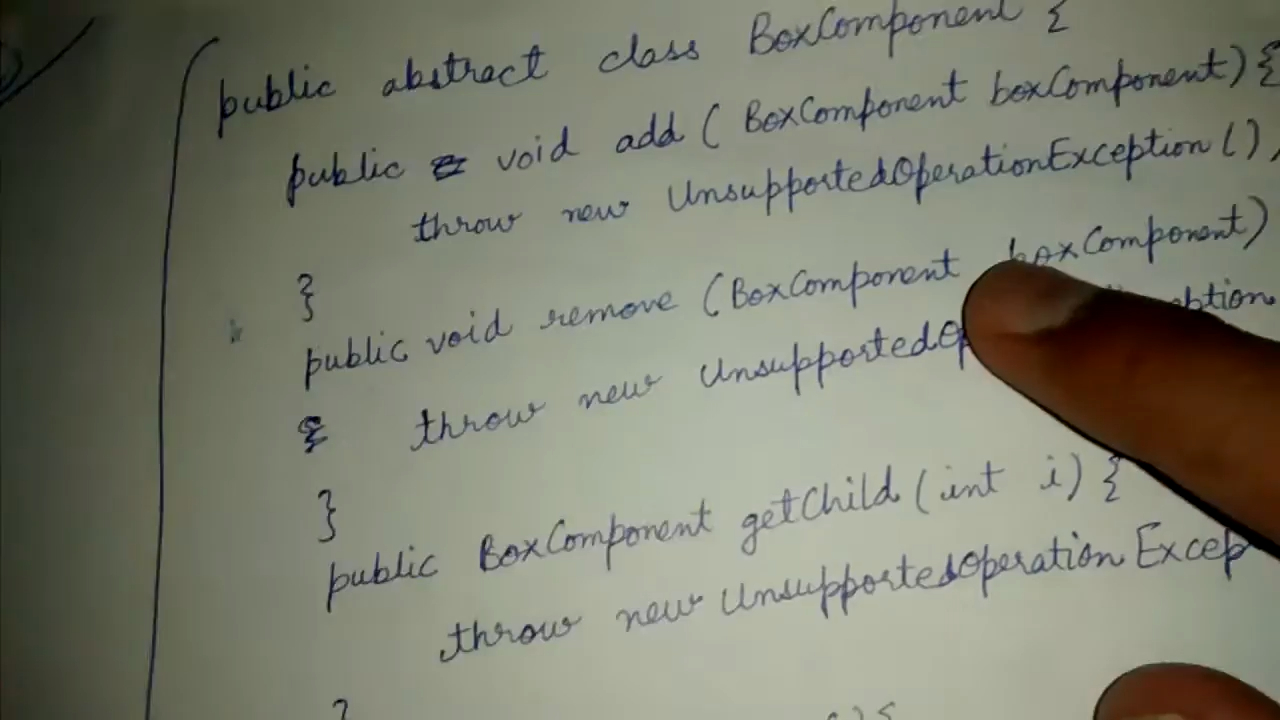 public abstract class BoxComponent {
public void add ( BoxComponent boxComponent) {
throw new UnsupportedOperationException (),
}
public void remove (BoxComponent boxComponent)
throw new
}
public BoxComponent getChild (int i) {
throw new UnsupportedOperation Excep
}